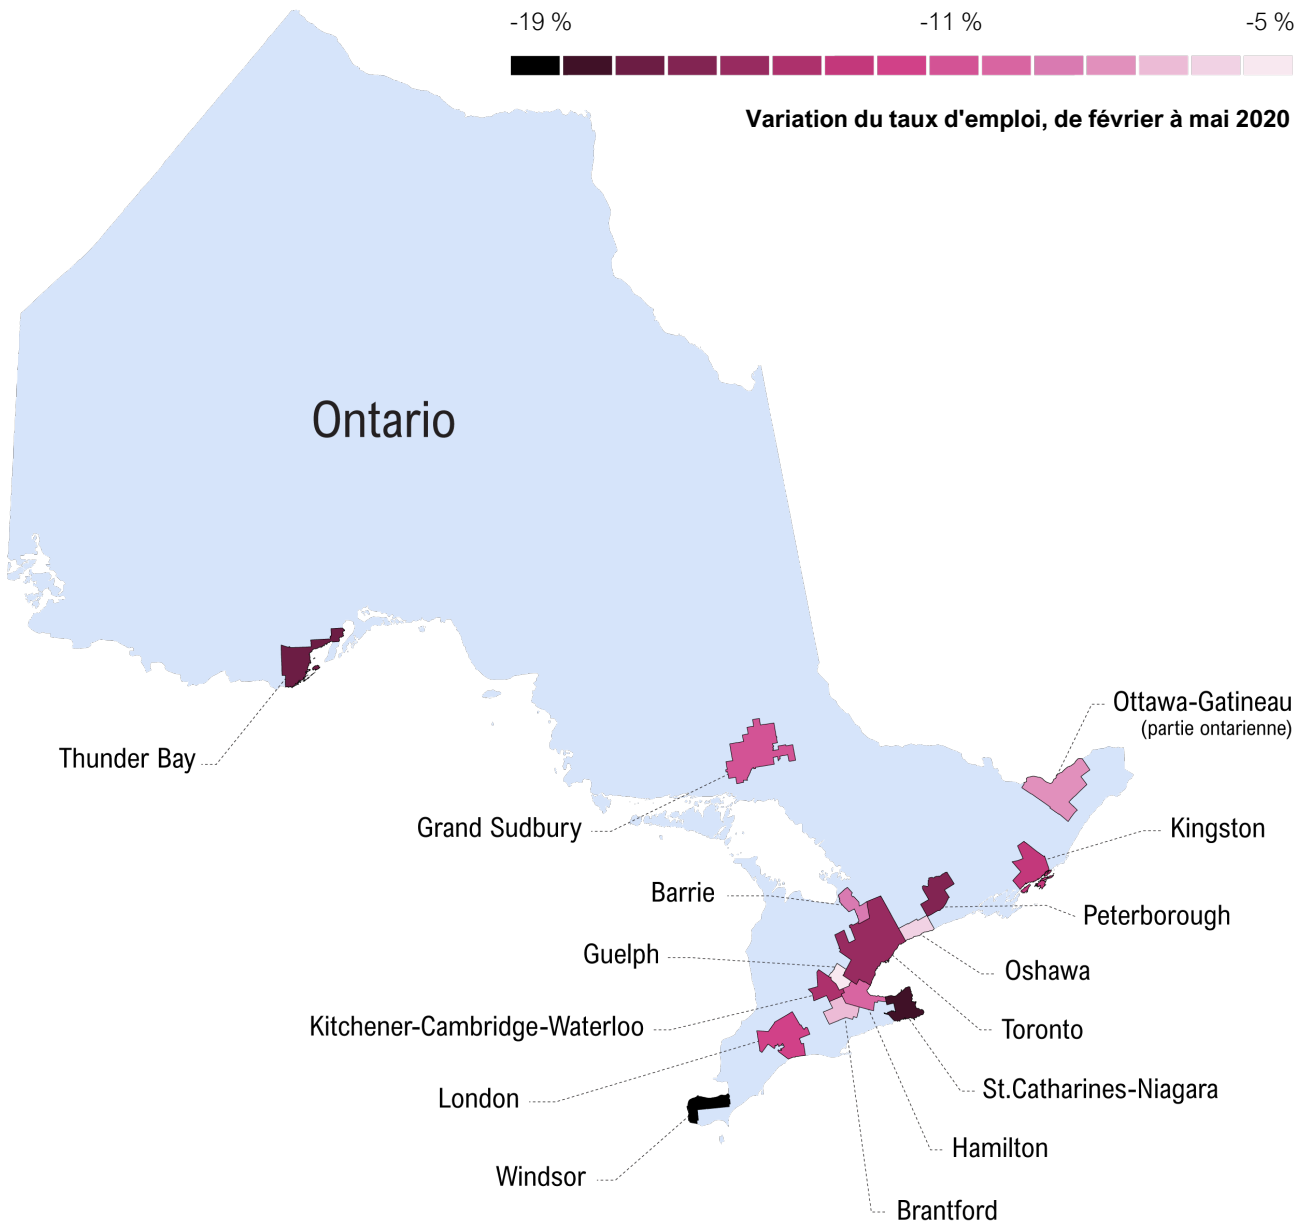 -19 % -11 % -5 %
Variation du taux d'emploi, de février à mai 2020
Ontario
Ottawa-Gatineau
(partie ontarienne)
Thunder Bay
Grand Sudbury
Kingston
Barrie
Peterborough
Guelph
Oshawa
Kitchener-Cambridge-Waterloo
Toronto
London
St.Catharines-Niagara
Hamilton
Windsor
Brantford